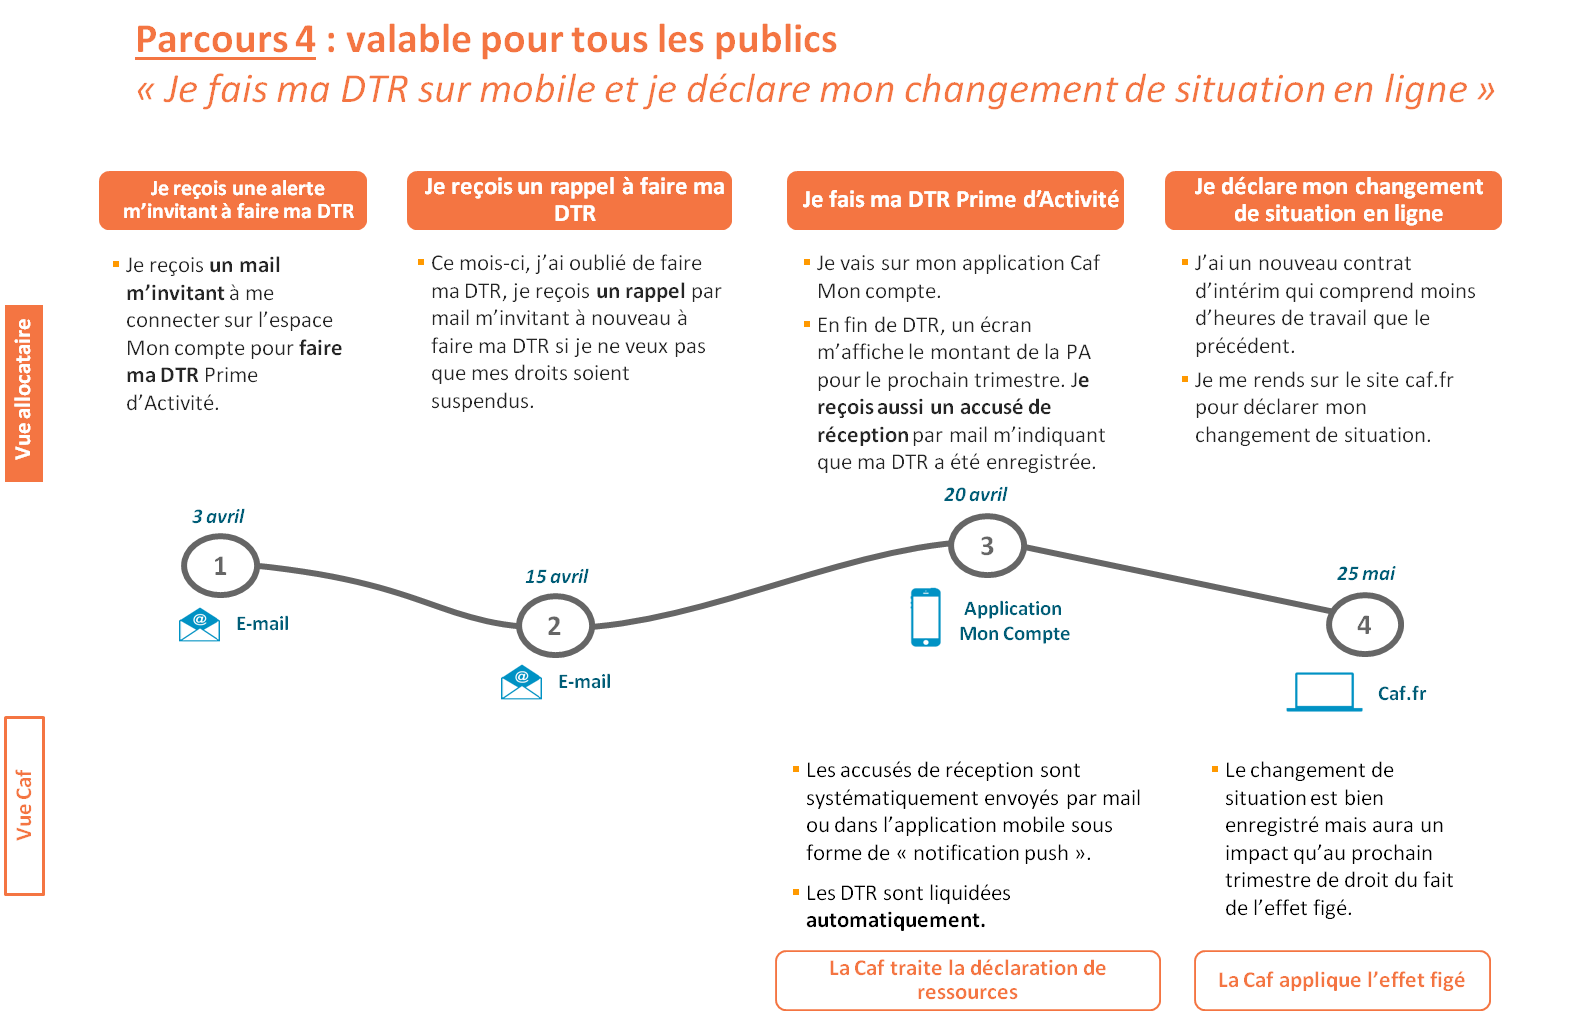 Parcours 4 : valable pour tous les publics
« Je fais ma DTR sur mobile et je déclare mon changement de situation en ligne »
Je reçois une alerte
m’invitant à faire ma DTR
Je reçois un rappel à faire ma
DTR
Je fais ma DTR Prime d’Activité
Je déclare mon changement
de situation en ligne
Vue allocataire
Je reçois un mail
m’invitant à me
connecter sur l’espace
Mon compte pour faire
ma DTR Prime
d’Activité.
Ce mois-ci, j’ai oublié de faire
ma DTR, je reçois un rappel par
mail m’invitant à nouveau à
faire ma DTR si je ne veux pas
que mes droits soient
suspendus.
Je vais sur mon application Caf
Mon compte.
En fin de DTR, un écran
m’affiche le montant de la PA
pour le prochain trimestre. Je
reçois aussi un accusé de
réception par mail m’indiquant
que ma DTR a été enregistrée.
J’ai un nouveau contrat
d’intérim qui comprend moins
d’heures de travail que le
précédent.
Je me rends sur le site caf.fr
pour déclarer mon
changement de situation.
3 avril
1
@
E-mail
15 avril
2
@
E-mail
20 avril
3
Application
Mon Compte
25 mai
4
Caf.fr
Vue Caf
Les accusés de réception sont
systématiquement envoyés par mail
ou dans l’application mobile sous
forme de « notification push ».
Les DTR sont liquidées
automatiquement.
La Caf traite la déclaration de
ressources
Le changement de
situation est bien
enregistré mais aura un
impact qu’au prochain
trimestre de droit du fait
de l’effet figé.
La Caf applique l’effet figé